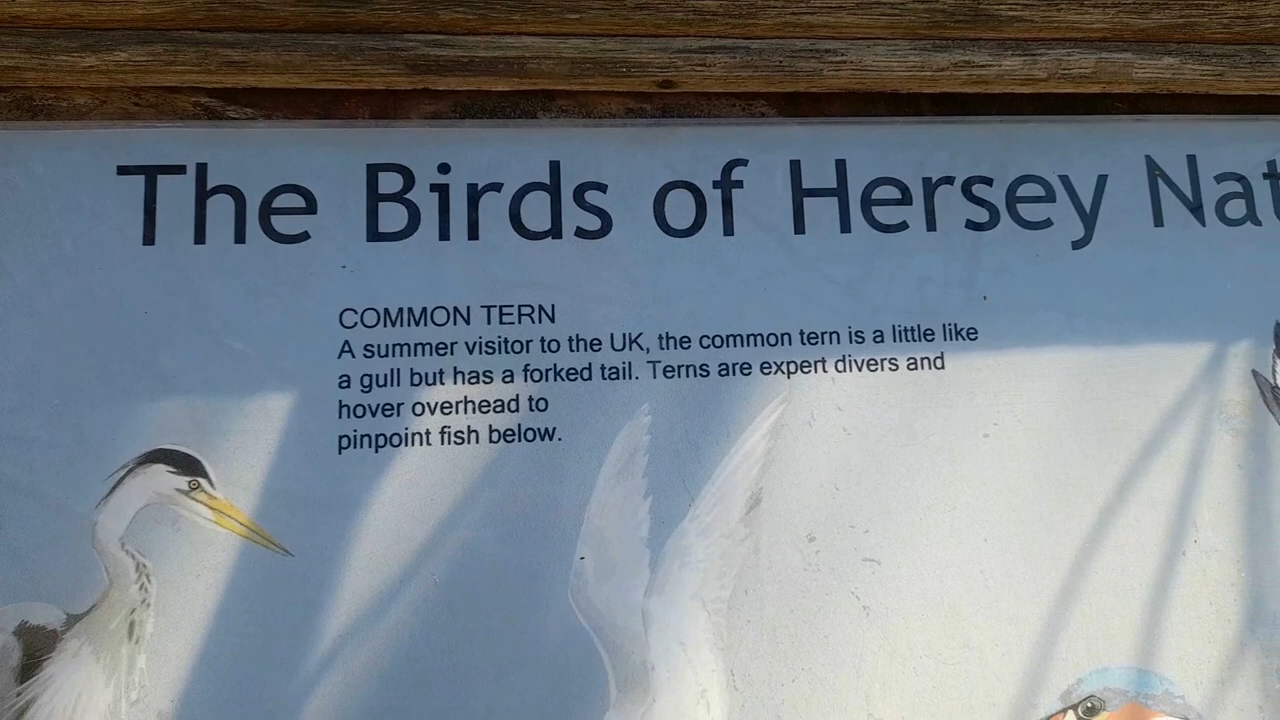 The Birds of Hersey Nat
COMMON TERN
A summer visitor to the UK, the common tern is a little like
a gull but has a forked tail. Terns are expert divers and
hover overhead to
pinpoint fish below.